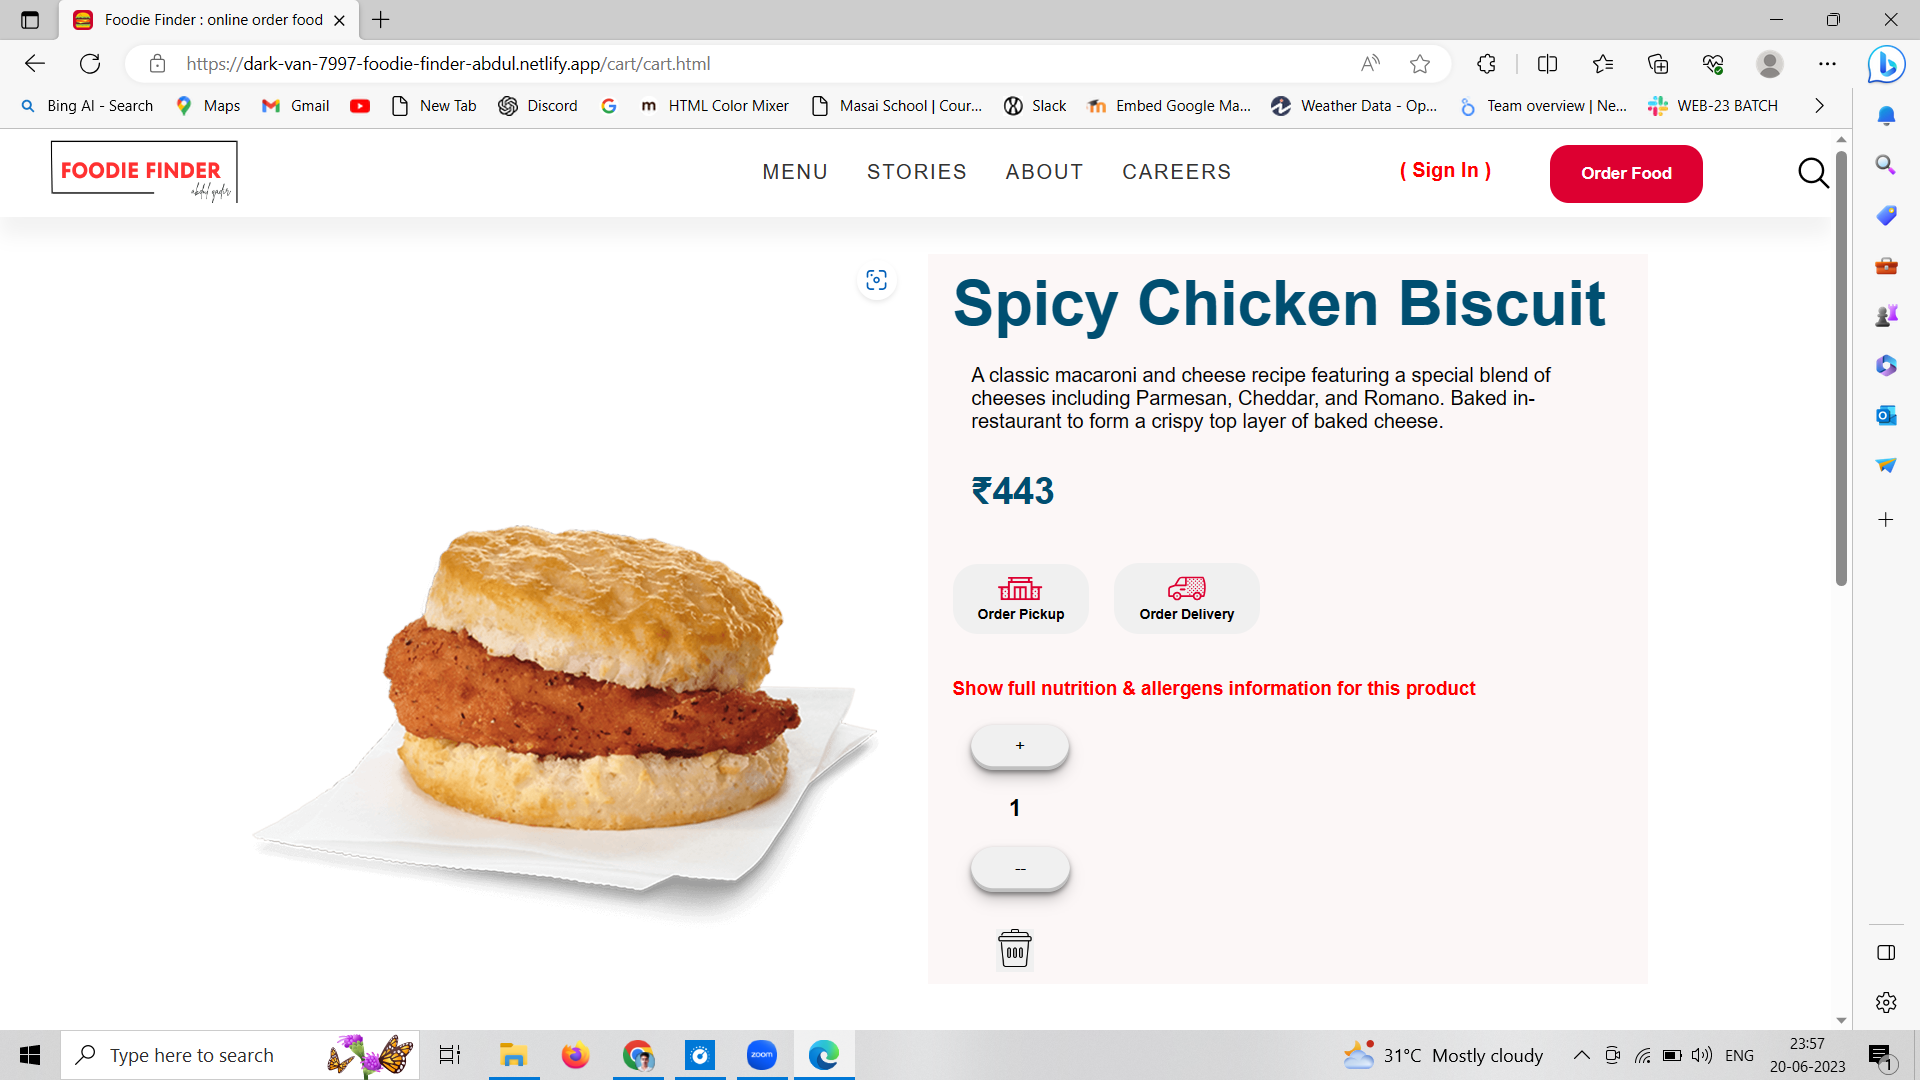 Foodie Finder : online order food
https://dark-van-7997-foodie-finder-abdul.netlify.app/cart/cart.html
Bing AI - Search Maps Gmail New Tab Discord HTML Color Mixer Masai School | Cour... Slack Embed Google Ma... Weather Data - Op... Team overview | Ne... WEB-23 BATCH
FOODIE FINDER
abdul qadir
MENU STORIES ABOUT CAREERS ( Sign In ) Order Food
Spicy Chicken Biscuit
A classic macaroni and cheese recipe featuring a special blend of
cheeses including Parmesan, Cheddar, and Romano. Baked in-
restaurant to form a crispy top layer of baked cheese.
₹443
Order Pickup Order Delivery
Show full nutrition & allergens information for this product
+
1
--
Type here to search
zoom
31°C Mostly cloudy
ENG
23:57
20-06-2023
1